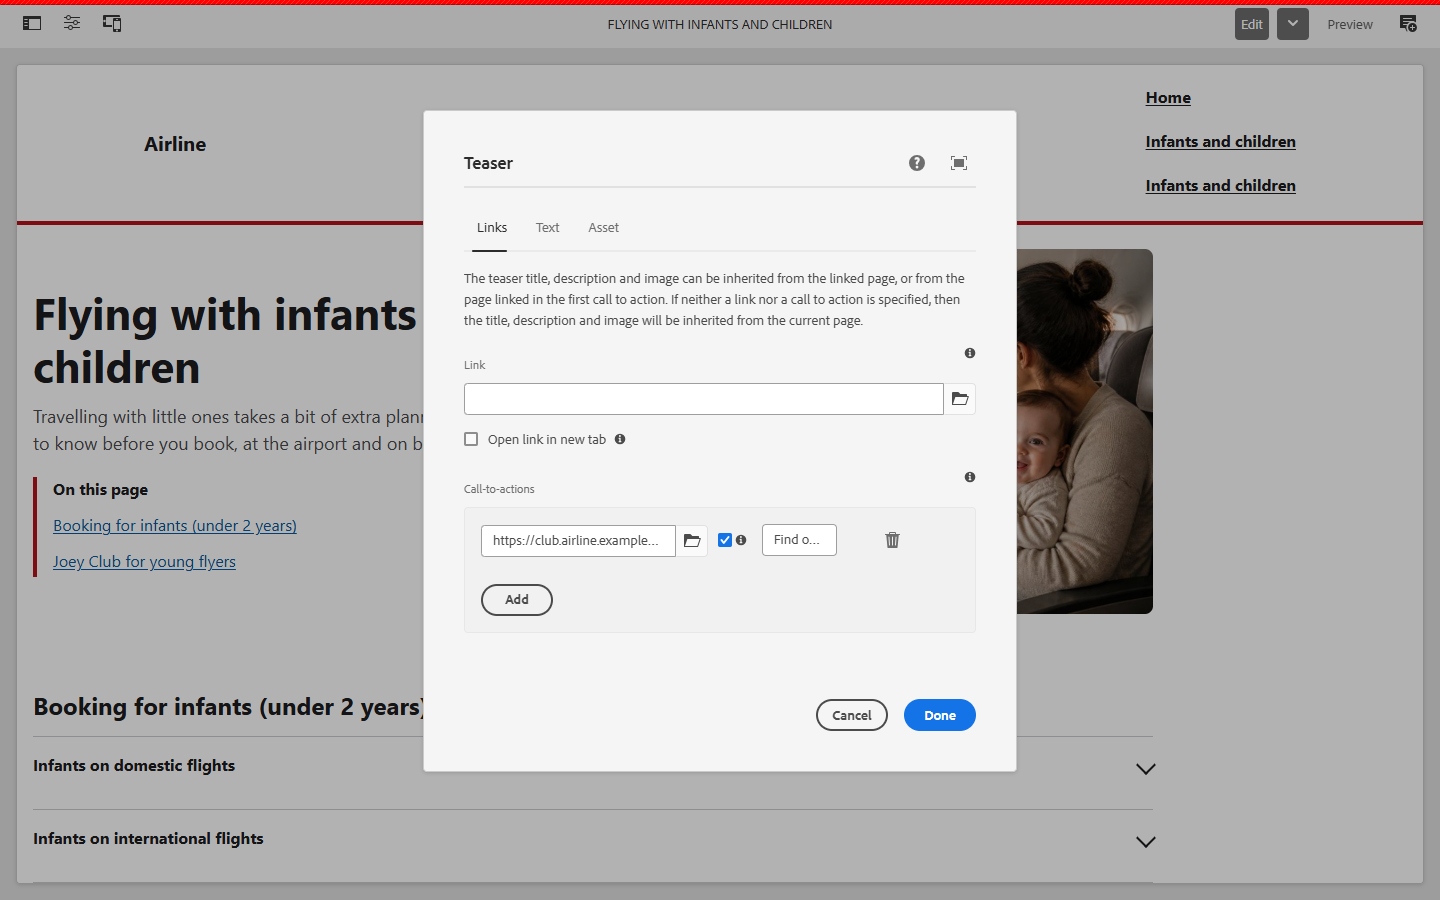 FLYING WITH INFANTS AND CHILDREN
Edit
Preview
Airline
Home
Infants and children
Infants and children
Flying with infants
children
Travelling with little ones takes a bit of extra plann
to know before you book, at the airport and on b
On this page
Booking for infants (under 2 years)
Joey Club for young flyers
Booking for infants (under 2 years)
Infants on domestic flights
Infants on international flights
Teaser
Links Text Asset
The teaser title, description and image can be inherited from the linked page, or from the
page linked in the first call to action. If neither a link nor a call to action is specified, then
the title, description and image will be inherited from the current page.
Link
Open link in new tab
Call-to-actions
https://club.airline.example...
Find o...
Add
Cancel
Done